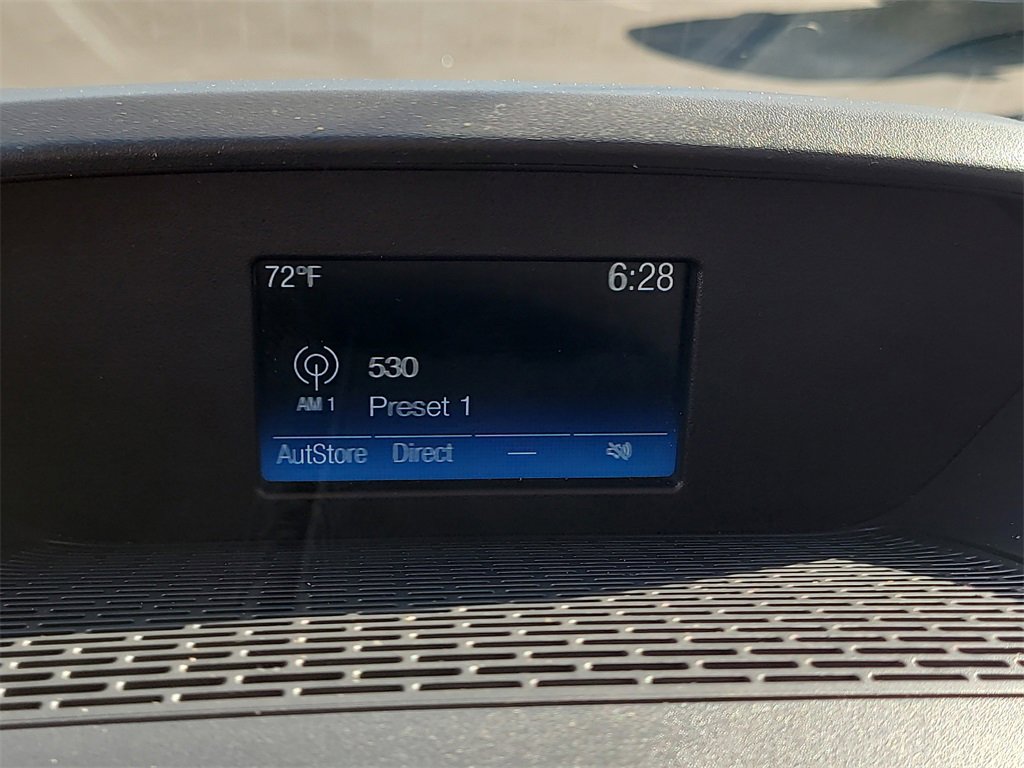 72°F 6:28
530
AM 1 Preset 1
AutStore Direct —